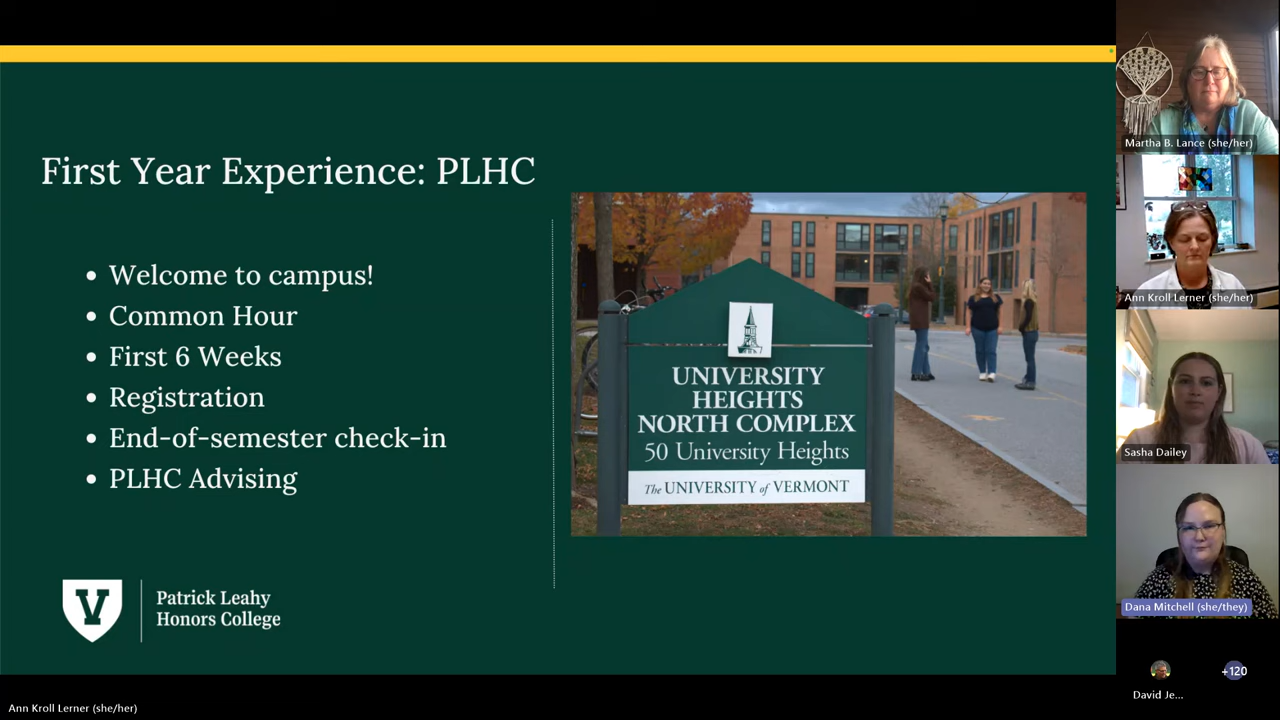 First Year Experience: PLHC
Welcome to campus!
Common Hour
First 6 Weeks
Registration
End-of-semester check-in
PLHC Advising
UNIVERSITY
HEIGHTS
NORTH COMPLEX
50 University Heights
The UNIVERSITY of VERMONT
V
Patrick Leahy
Honors College
Martha B. Lance (she/her)
Ann Kroll Lerner (she/her)
Sasha Dailey
Dana Mitchell (she/they)
+120
David Je...
Ann Kroll Lerner (she/her)